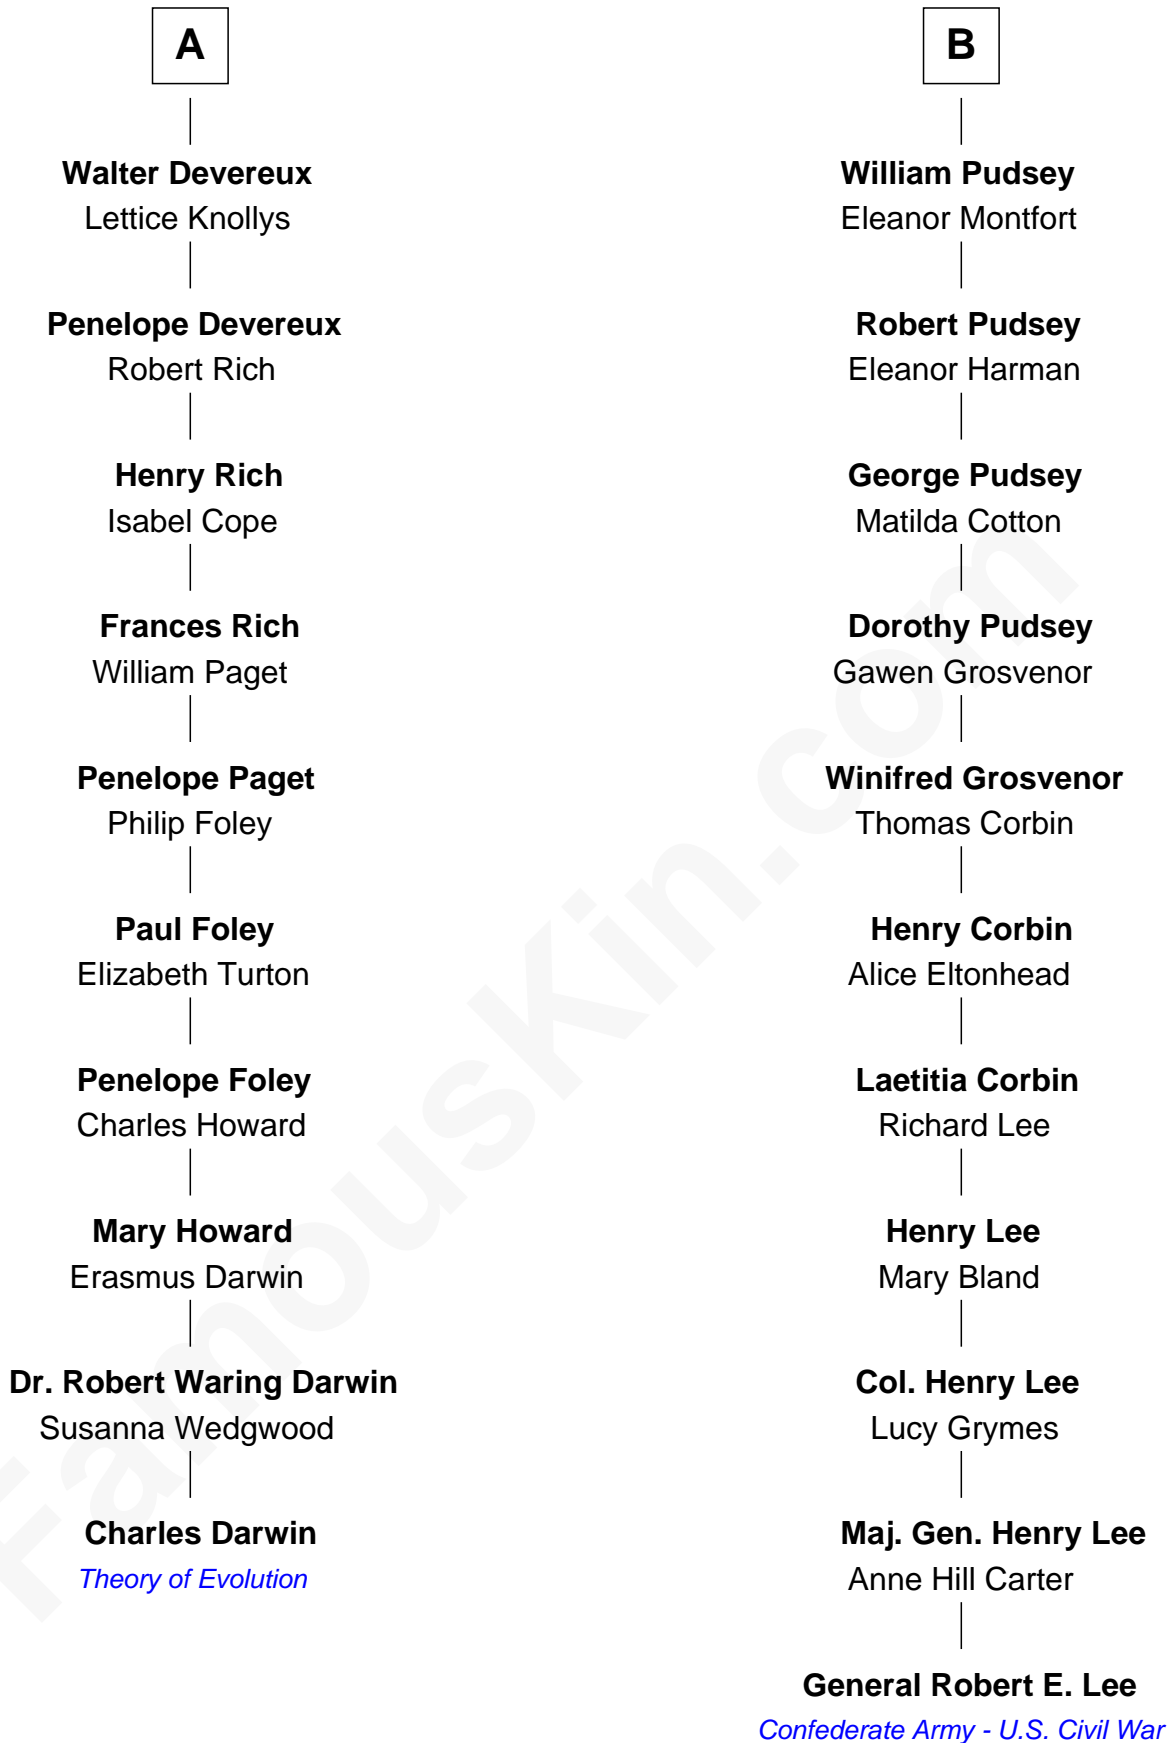 A
Walter Devereux
Lettice Knollys
Penelope Devereux
Robert Rich
Henry Rich
Isabel Cope
Frances Rich
William Paget
Penelope Paget
Philip Foley
Paul Foley
Elizabeth Turton
Penelope Foley
Charles Howard
Mary Howard
Erasmus Darwin
Dr. Robert Waring Darwin
Susanna Wedgwood
Charles Darwin
Theory of Evolution
B
William Pudsey
Eleanor Montfort
Robert Pudsey
Eleanor Harman
George Pudsey
Matilda Cotton
Dorothy Pudsey
Gawen Grosvenor
Winifred Grosvenor
Thomas Corbin
Henry Corbin
Alice Eltonhead
Laetitia Corbin
Richard Lee
Henry Lee
Mary Bland
Col. Henry Lee
Lucy Grymes
Maj. Gen. Henry Lee
Anne Hill Carter
General Robert E. Lee
Confederate Army - U.S. Civil War
FamousKin.com